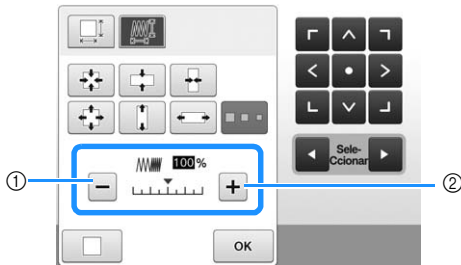 100 %
①
②
Sele-
Ccionar
OK